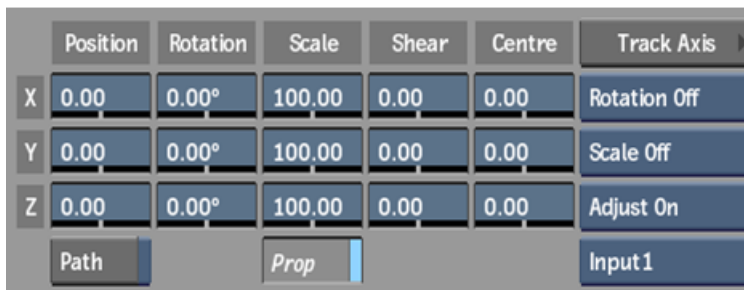 Position Rotation Scale Shear Centre Track Axis
X 0.00 0.00° 100.00 0.00 0.00 Rotation Off
Y 0.00 0.00° 100.00 0.00 0.00 Scale Off
Z 0.00 0.00° 100.00 0.00 0.00 Adjust On
Path Prop Input1